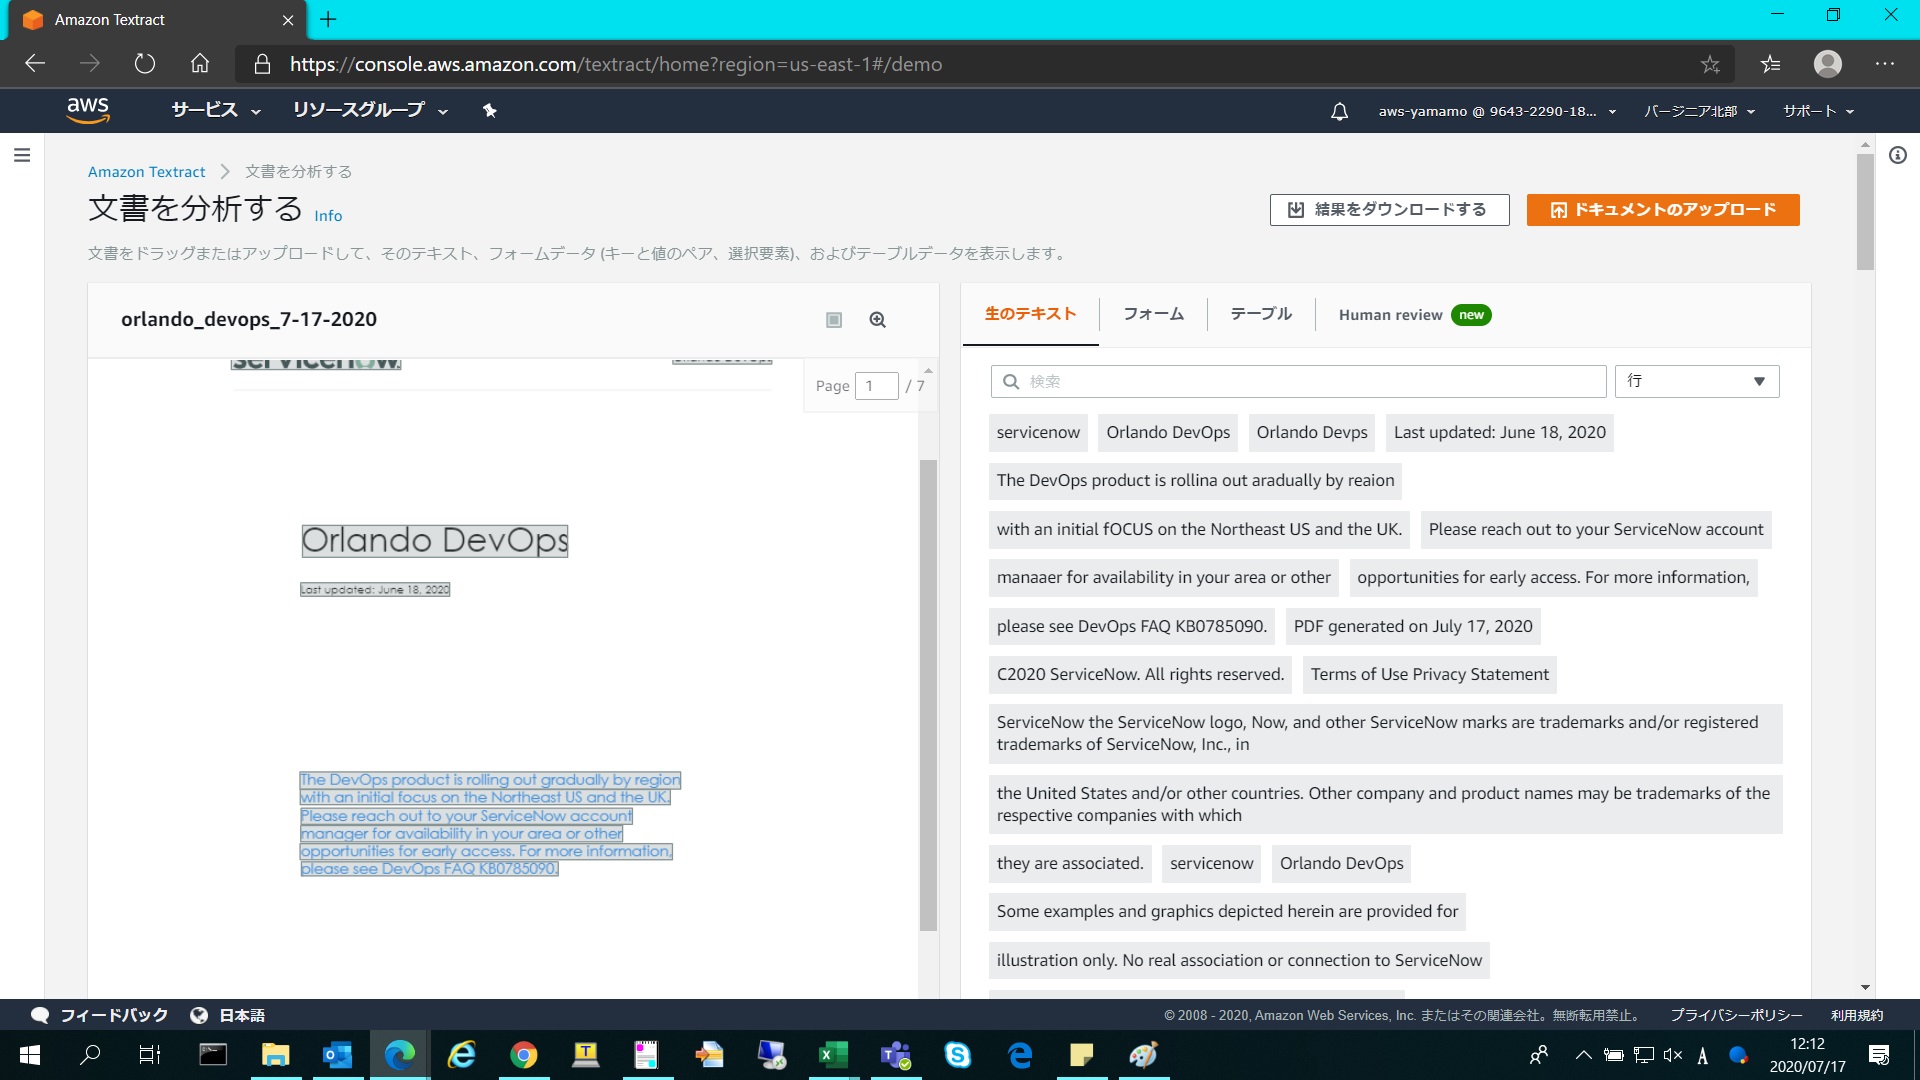 Amazon Textract
https://console.aws.amazon.com/textract/home?region=us-east-1#/demo
aws サービス リソースグループ aws-yamamo @ 9643-2290-18... バージニア北部 サポート
Amazon Textract 文書を分析する
文書を分析する Info 結果をダウンロードする ドキュメントのアップロード
文書をドラッグまたはアップロードして、そのテキスト、フォームデータ (キーと値のペア、選択要素)、およびテーブルデータを表示します。
orlando_devops_7-17-2020
servicenow. Orlando DevOps
Page 1 / 7
Orlando DevOps
Last updated: June 18, 2020
The DevOps product is rolling out gradually by region
with an initial focus on the Northeast US and the UK.
Please reach out to your ServiceNow account
manager for availability in your area or other
opportunities for early access. For more information,
please see DevOps FAQ KB0785090.
生のテキスト フォーム テーブル Human review new
検索 行
servicenow Orlando DevOps Orlando Devps Last updated: June 18, 2020
The DevOps product is rollina out aradually by reaion
with an initial fOCUS on the Northeast US and the UK. Please reach out to your ServiceNow account
manaaer for availability in your area or other opportunities for early access. For more information,
please see DevOps FAQ KB0785090. PDF generated on July 17, 2020
C2020 ServiceNow. All rights reserved. Terms of Use Privacy Statement
ServiceNow the ServiceNow logo, Now, and other ServiceNow marks are trademarks and/or registered
trademarks of ServiceNow, Inc., in
the United States and/or other countries. Other company and product names may be trademarks of the
respective companies with which
they are associated. servicenow Orlando DevOps
Some examples and graphics depicted herein are provided for
illustration only. No real association or connection to ServiceNow
フィードバック 日本語 © 2008 - 2020, Amazon Web Services, Inc. またはその関連会社。無断転用禁止。 プライバシーポリシー 利用規約
A 12:12
2020/07/17